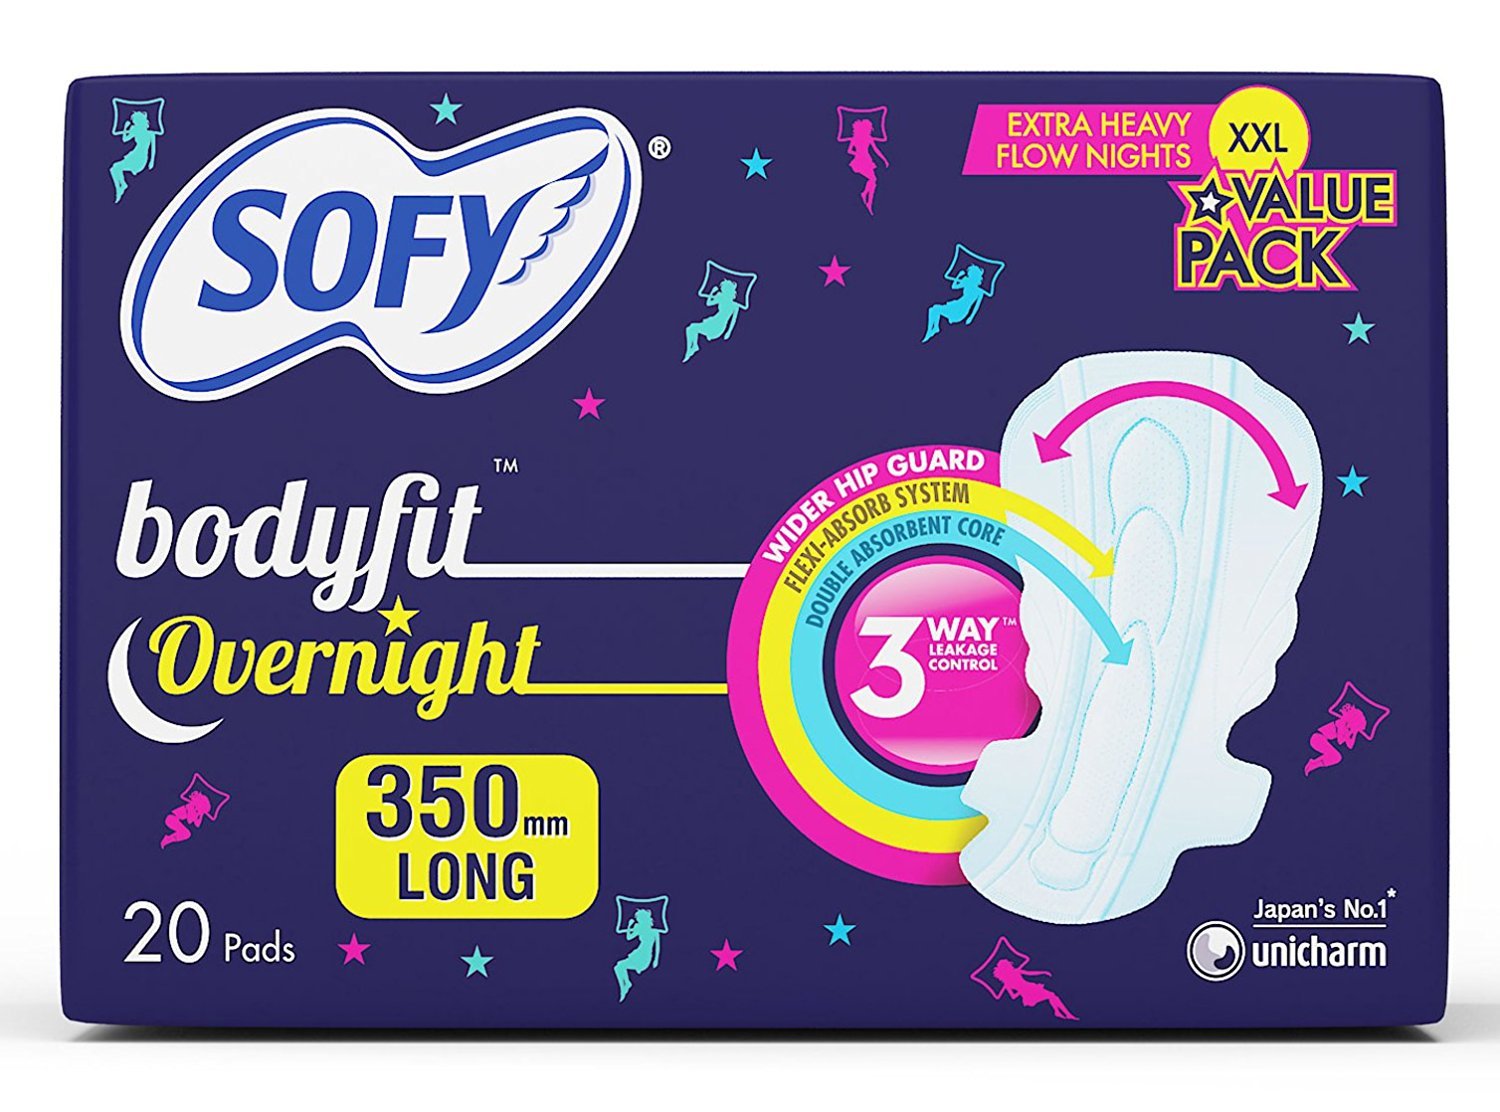 SOFY®
EXTRA HEAVY
FLOW NIGHTS
XXL
VALUE
PACK
bodyfit™
Overnight
WIDER HIP GUARD
FLEXI-ABSORB SYSTEM
DOUBLE ABSORBENT CORE
3 WAY™
LEAKAGE
CONTROL
350mm
LONG
20 Pads
Japan's No.1*
unicharm